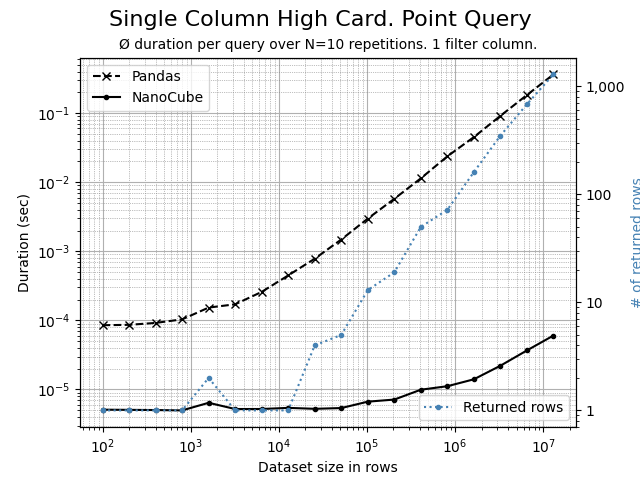 Single Column High Card. Point Query
Ø duration per query over N=10 repetitions. 1 filter column.
Pandas
NanoCube
Duration (sec)
10⁻¹
10⁻²
10⁻³
10⁻⁴
10⁻⁵
1,000
100
10
1
# of returned rows
Returned rows
10² 10³ 10⁴ 10⁵ 10⁶ 10⁷
Dataset size in rows